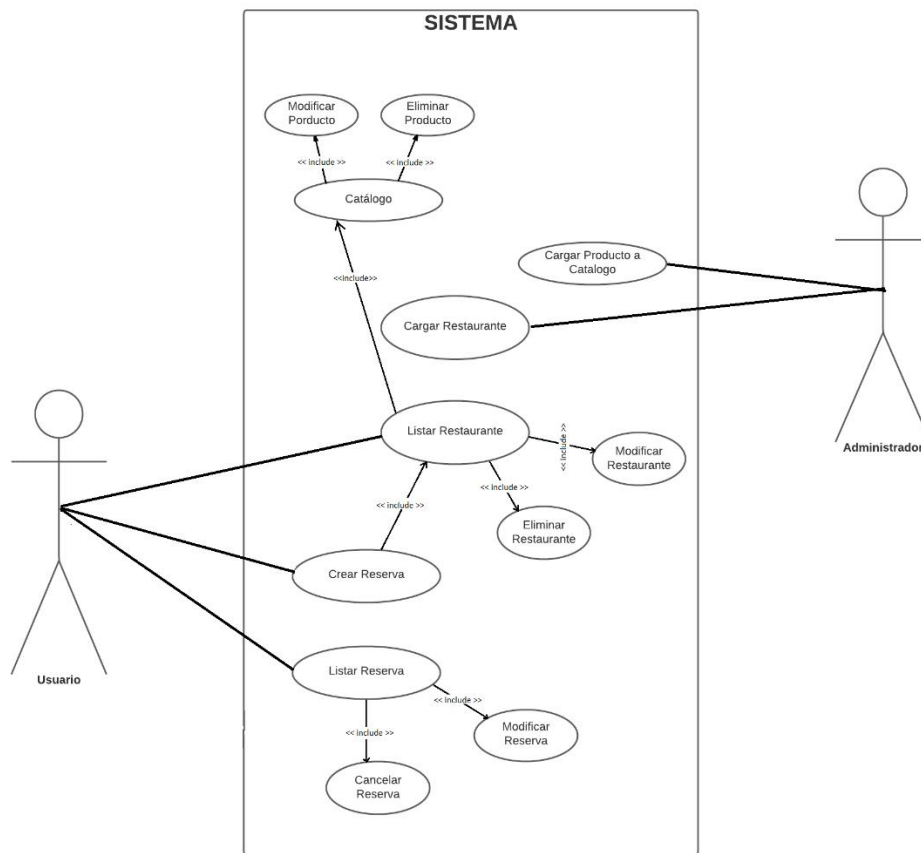 SISTEMA
Modificar
Porducto
Eliminar
Producto
<< include >>
<< include >>
Catálogo
Cargar Producto a
Catalogo
<<Include>>
Cargar Restaurante
Listar Restaurante
<< include >>
Modificar
Restaurante
Administrador
<< include >>
<< include >>
Eliminar
Restaurante
Crear Reserva
Usuario
Listar Reserva
<< include >>
<< include >>
Modificar
Reserva
Cancelar
Reserva